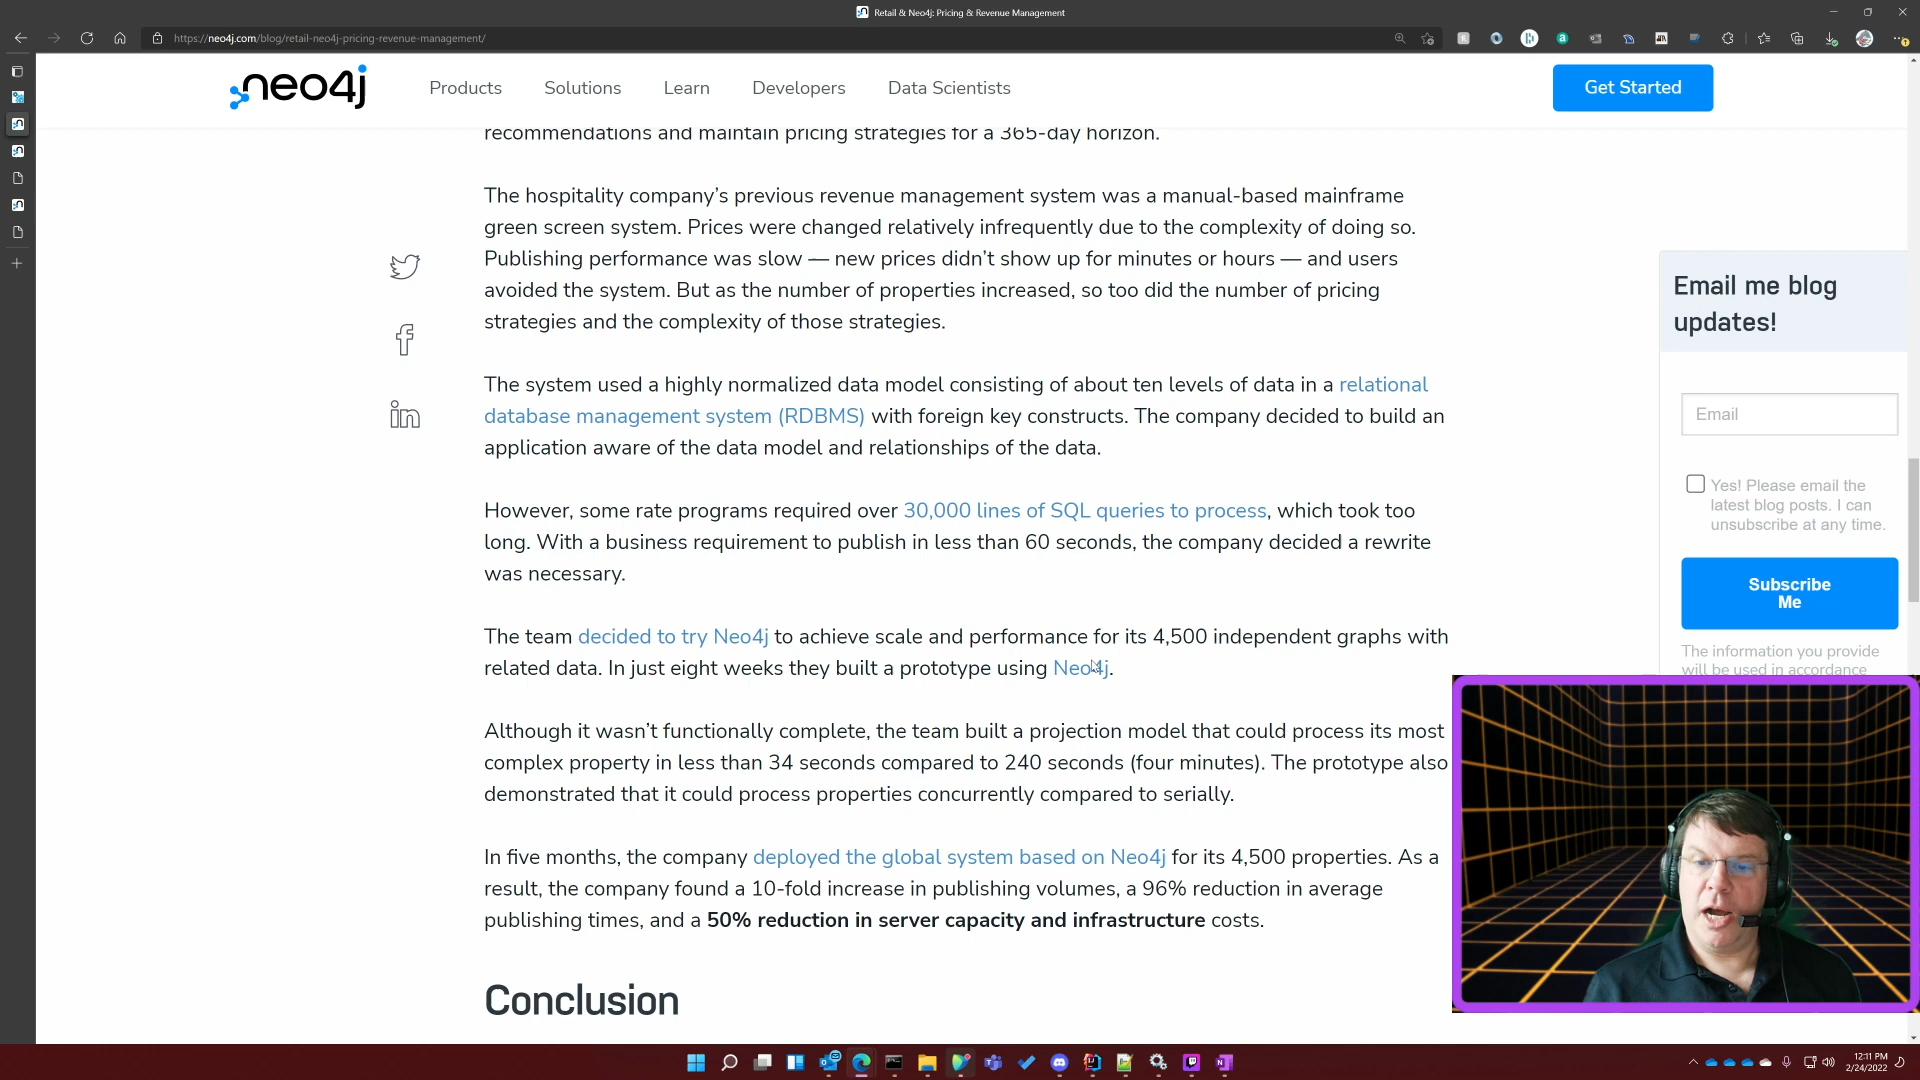 Retail & Neo4j: Pricing & Revenue Management
https://neo4j.com/blog/retail-neo4j-pricing-revenue-management/
neo4j
Products
Solutions
Learn
Developers
Data Scientists
Get Started
recommendations and maintain pricing strategies for a 365-day horizon.
The hospitality company's previous revenue management system was a manual-based mainframe
green screen system. Prices were changed relatively infrequently due to the complexity of doing so.
Publishing performance was slow — new prices didn't show up for minutes or hours — and users
avoided the system. But as the number of properties increased, so too did the number of pricing
strategies and the complexity of those strategies.
The system used a highly normalized data model consisting of about ten levels of data in a relational
database management system (RDBMS) with foreign key constructs. The company decided to build an
application aware of the data model and relationships of the data.
However, some rate programs required over 30,000 lines of SQL queries to process, which took too
long. With a business requirement to publish in less than 60 seconds, the company decided a rewrite
was necessary.
The team decided to try Neo4j to achieve scale and performance for its 4,500 independent graphs with
related data. In just eight weeks they built a prototype using Neo4j.
Although it wasn't functionally complete, the team built a projection model that could process its most
complex property in less than 34 seconds compared to 240 seconds (four minutes). The prototype also
demonstrated that it could process properties concurrently compared to serially.
In five months, the company deployed the global system based on Neo4j for its 4,500 properties. As a
result, the company found a 10-fold increase in publishing volumes, a 96% reduction in average
publishing times, and a 50% reduction in server capacity and infrastructure costs.
Conclusion
Email me blog
updates!
Email
Yes! Please email the
latest blog posts. I can
unsubscribe at any time.
Subscribe
Me
The information you provide
will be used in accordance
12:11 PM
2/24/2022